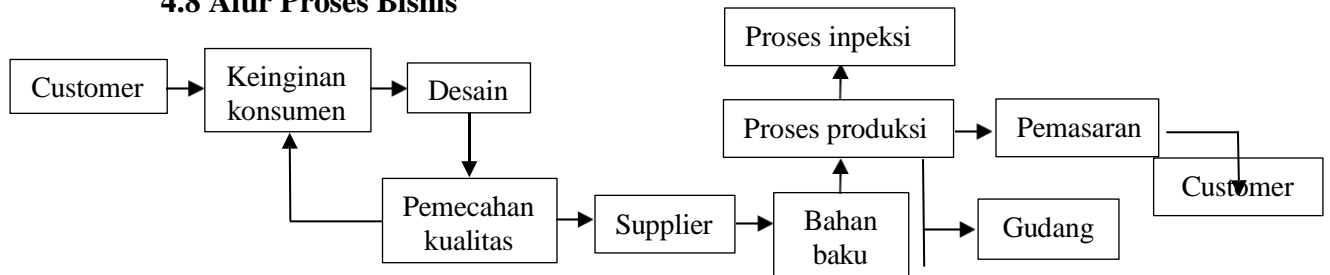 4.8 Alur Proses Bisnis
Proses inpeksi
Customer
Keinginan
konsumen
Desain
Proses produksi
Pemasaran
Customer
Pemecahan
kualitas
Supplier
Bahan
baku
Gudang